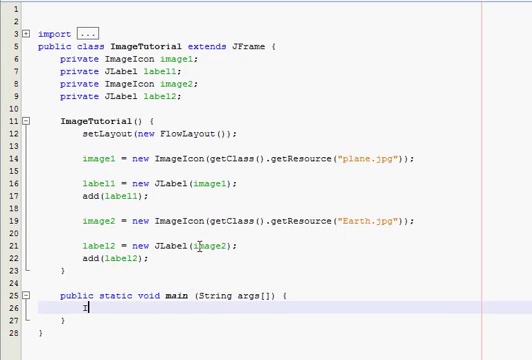 1
2
3 import ...
5 public class ImageTutorial extends JFrame {
6 private ImageIcon image1;
7 private JLabel label1;
8 private ImageIcon image2;
9 private JLabel label2;
10
11 ImageTutorial() {
12 setLayout(new FlowLayout());
13
14 image1 = new ImageIcon(getClass().getResource("plane.jpg"));
15
16 label1 = new JLabel(image1);
17 add(label1);
18
19 image2 = new ImageIcon(getClass().getResource("Earth.jpg"));
20
21 label2 = new JLabel(image2);
22 add(label2);
23 }
24
25 public static void main (String args[]) {
26 I
27 }
28 }